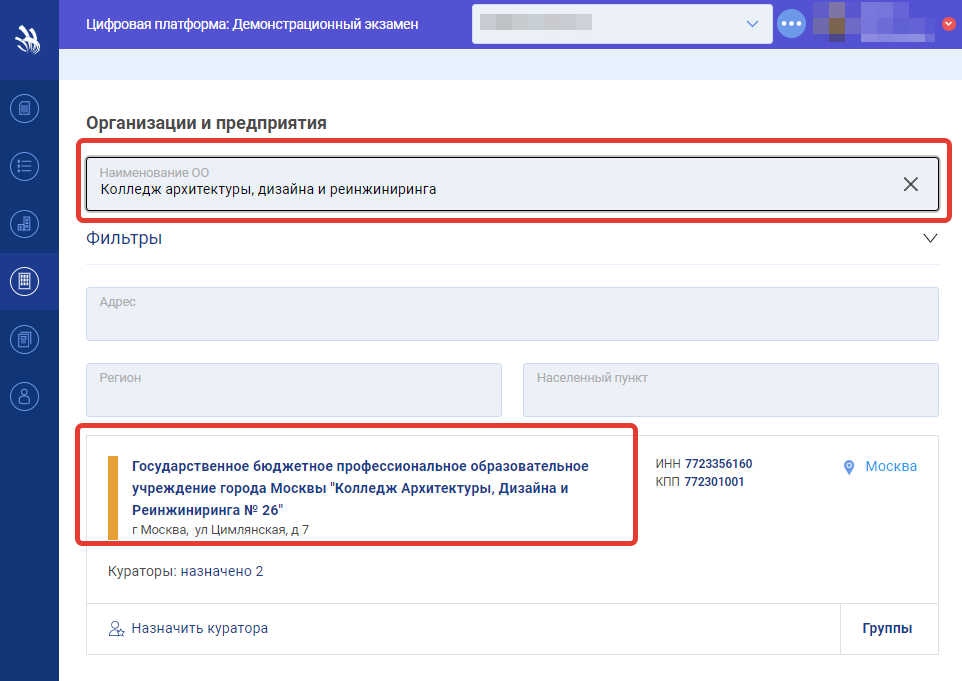 Цифровая платформа: Демонстрационный экзамен
Организации и предприятия
Наименование ОО
Колледж архитектуры, дизайна и реинжиниринга
Фильтры
Адрес
Регион
Населенный пункт
Государственное бюджетное профессиональное образовательное
учреждение города Москвы "Колледж Архитектуры, Дизайна и
Реинжиниринга № 26"
г Москва, ул Цимлянская, д 7
ИНН 7723356160
КПП 772301001
Москва
Кураторы: назначено 2
Назначить куратора
Группы